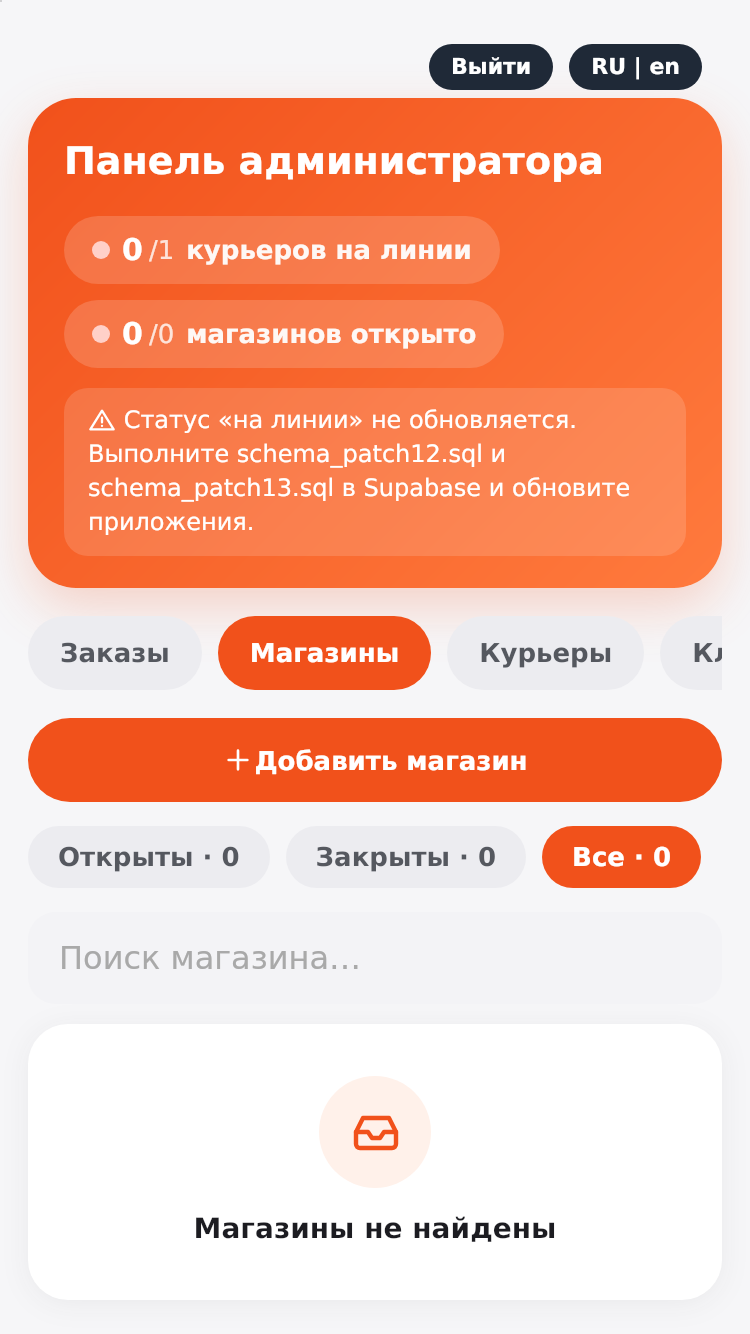 Выйти
RU | en
Панель администратора
0 /1 курьеров на линии
0 /0 магазинов открыто
⚠ Статус «на линии» не обновляется.
Выполните schema_patch12.sql и
schema_patch13.sql в Supabase и обновите
приложения.
Заказы
Магазины
Курьеры
Кл
+ Добавить магазин
Открыты · 0
Закрыты · 0
Все · 0
Поиск магазина...
Магазины не найдены